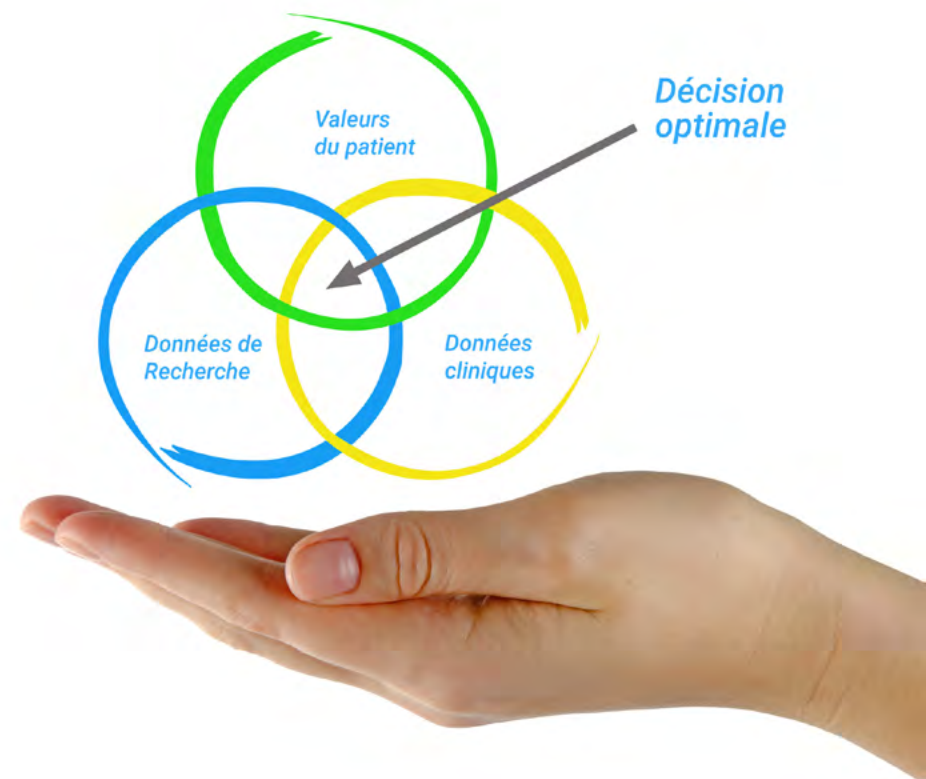 Valeurs
du patient
Décision
optimale
Données de
Recherche
Données
cliniques